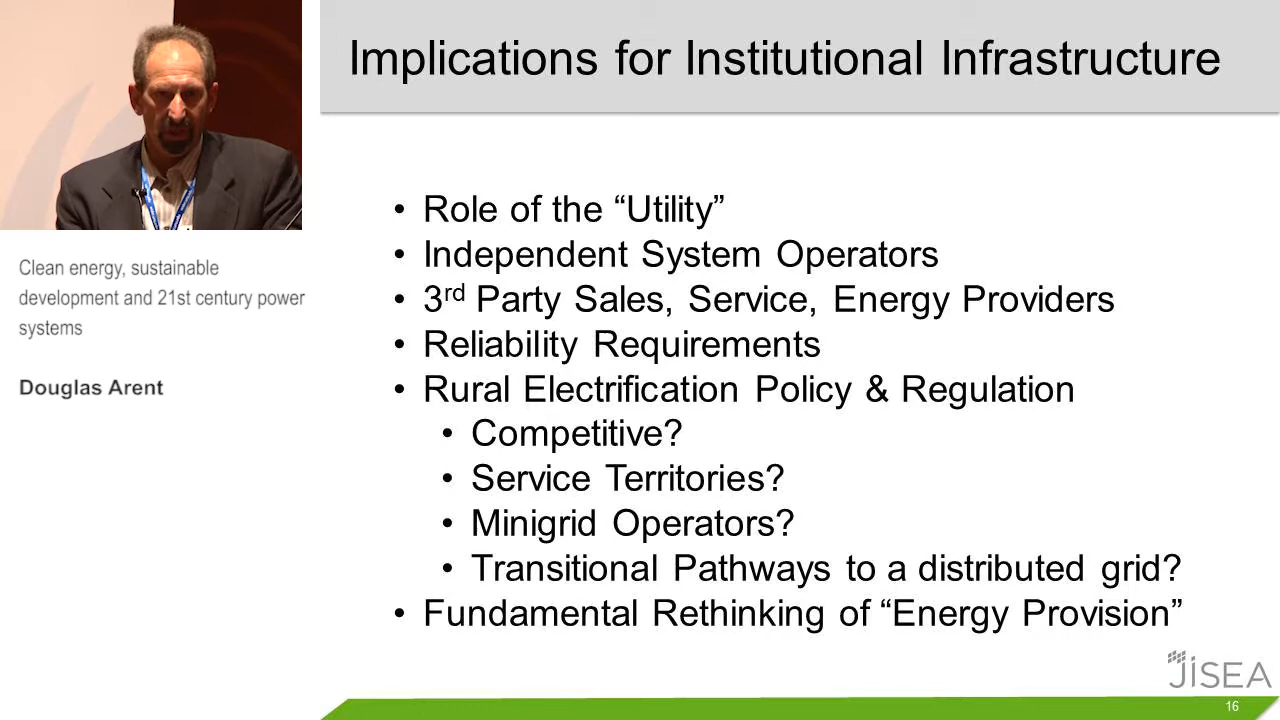 Implications for Institutional Infrastructure
Clean energy, sustainable
development and 21st century power
systems
Douglas Arent
• Role of the “Utility”
• Independent System Operators
• 3rd Party Sales, Service, Energy Providers
• Reliability Requirements
• Rural Electrification Policy & Regulation
• Competitive?
• Service Territories?
• Minigrid Operators?
• Transitional Pathways to a distributed grid?
• Fundamental Rethinking of “Energy Provision”
JISEA
16